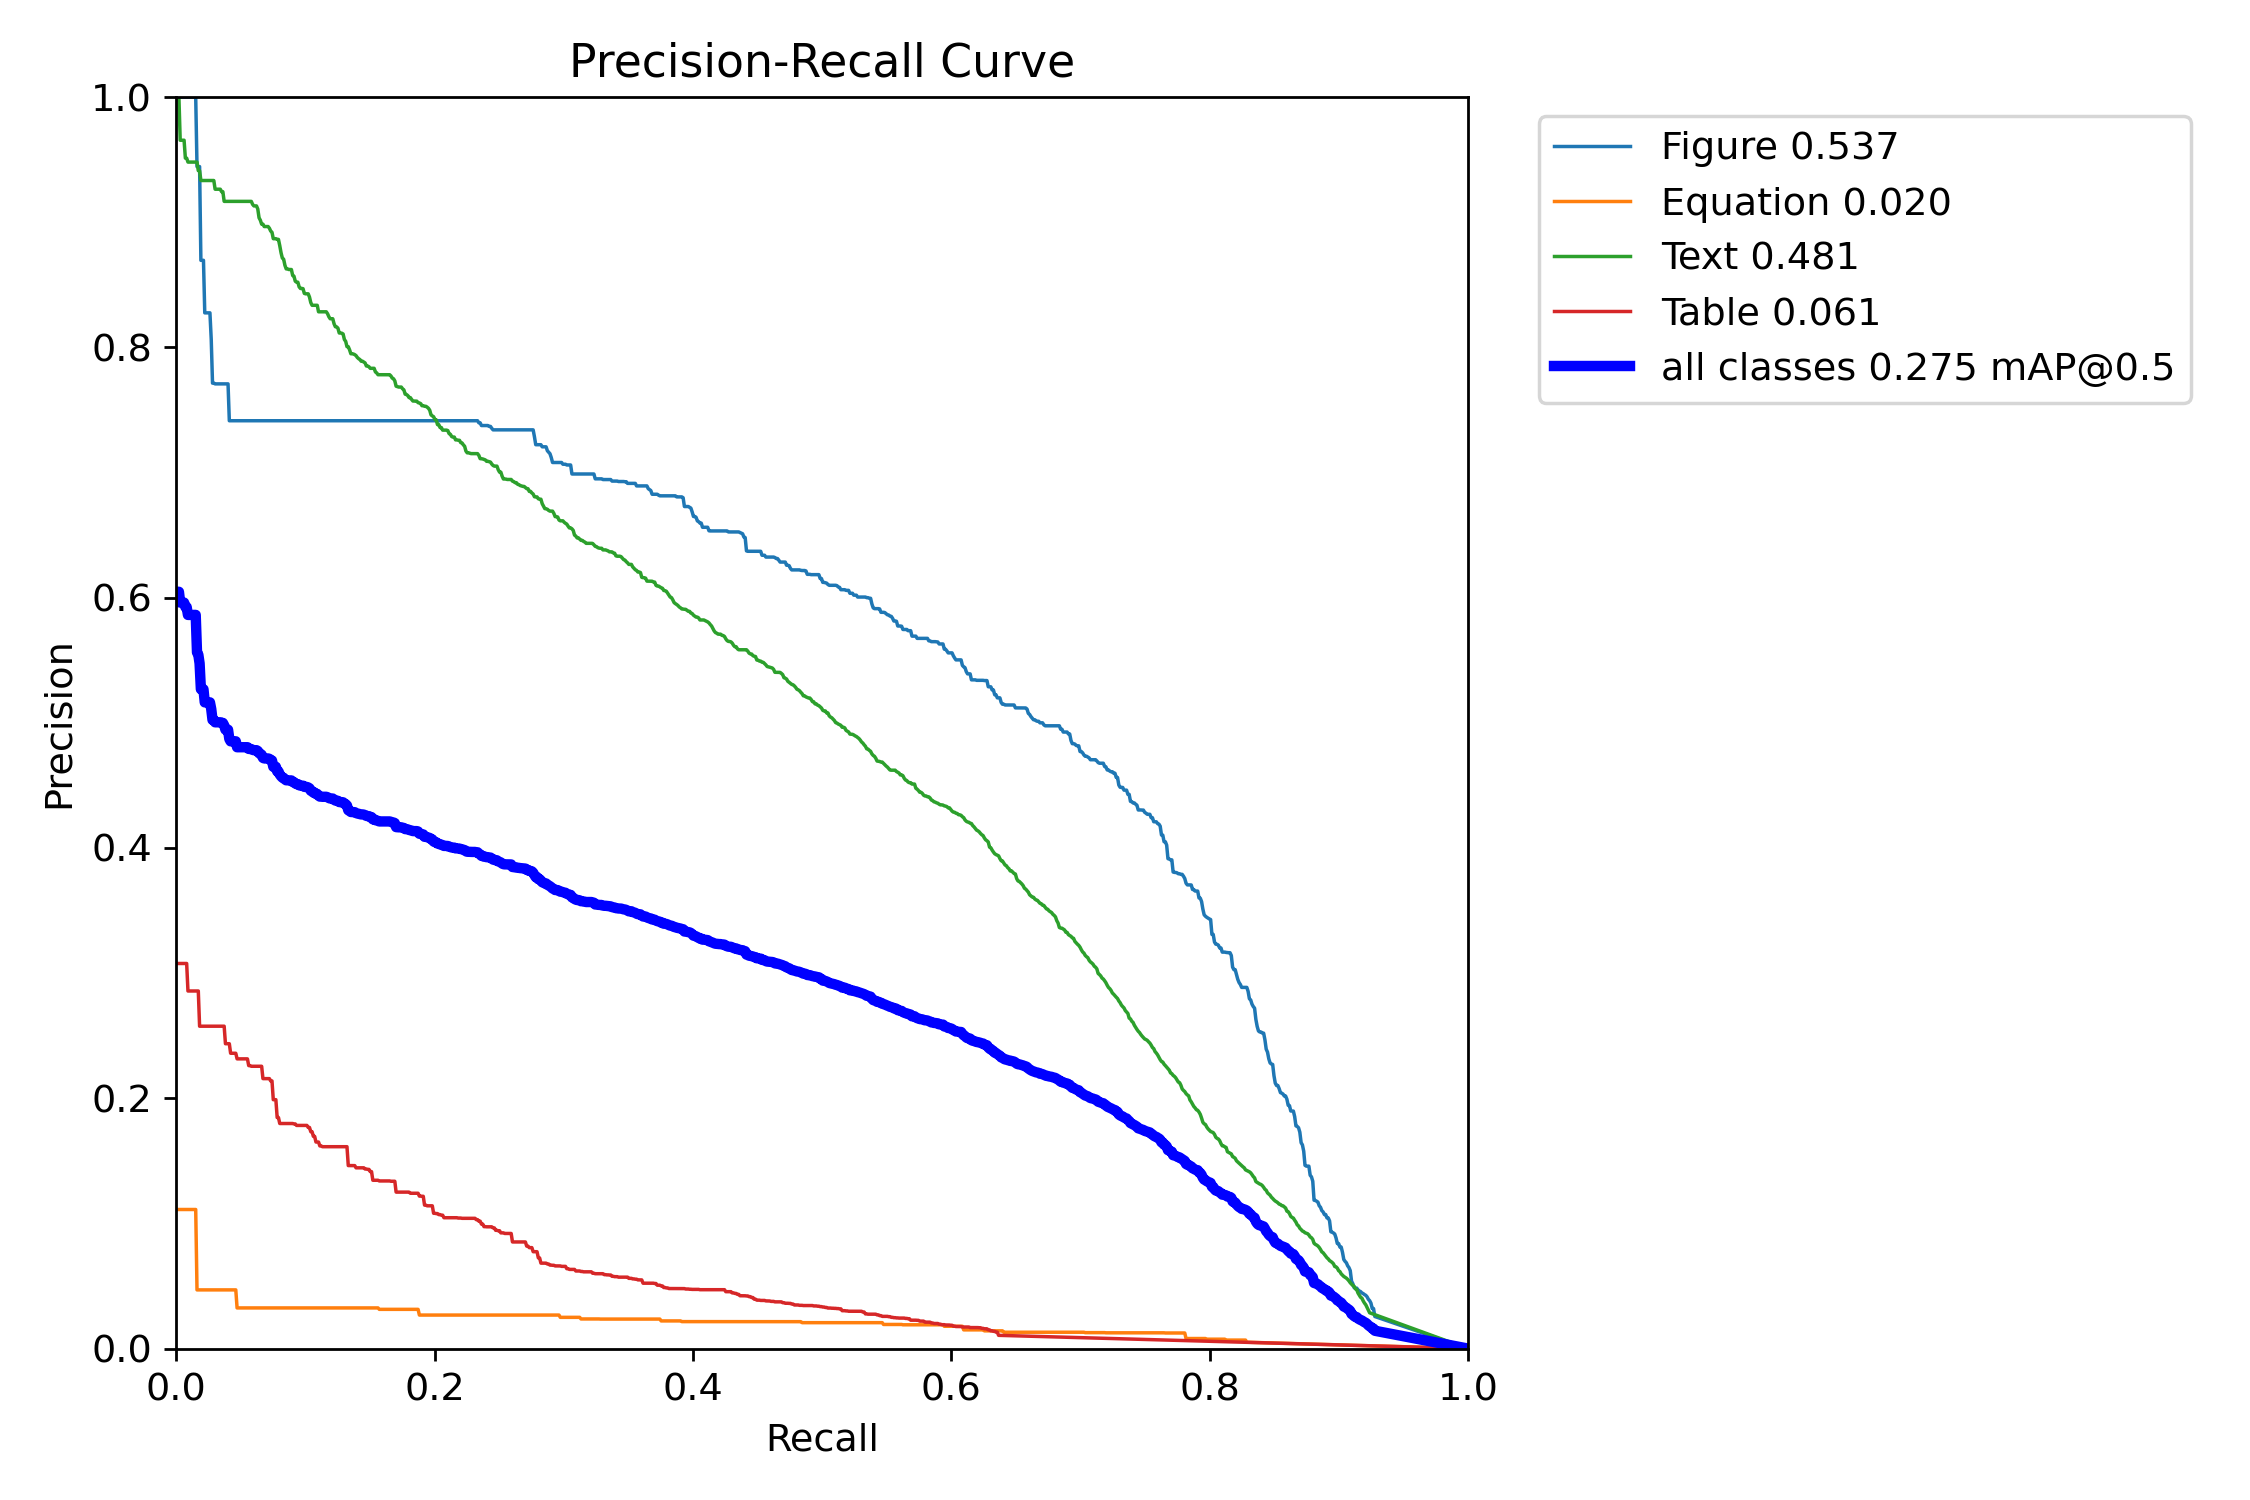 Precision-Recall Curve
1.0
0.8
0.6
0.4
0.2
0.0
Precision
0.0 0.2 0.4 0.6 0.8 1.0
Recall
Figure 0.537
Equation 0.020
Text 0.481
Table 0.061
all classes 0.275 mAP@0.5